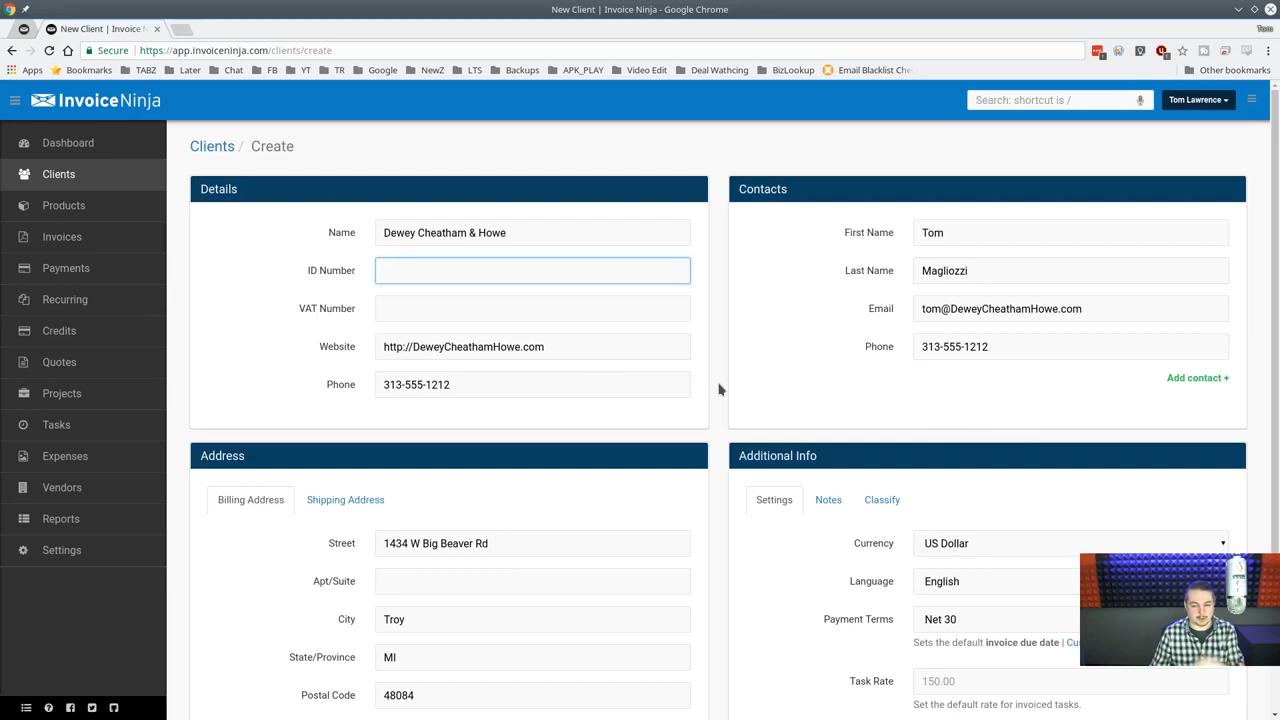 New Client | Invoice Ninja - Google Chrome
New Client | Invoice N
Tom
Secure
https://app.invoiceninja.com/clients/create
Apps
Bookmarks
TABZ
Later
Chat
FB
YT
TR
Google
NewZ
LTS
Backups
APK_PLAY
Video Edit
Deal Wathcing
BizLookup
Email Blacklist Che
Other bookmarks
InvoiceNinja
Search: shortcut is /
Tom Lawrence
Dashboard
Clients
Products
Invoices
Payments
Recurring
Credits
Quotes
Projects
Tasks
Expenses
Vendors
Reports
Settings
Clients / Create
Details
Name Dewey Cheatham & Howe
ID Number
VAT Number
Website http://DeweyCheathamHowe.com
Phone 313-555-1212
Contacts
First Name Tom
Last Name Magliozzi
Email tom@DeweyCheathamHowe.com
Phone 313-555-1212
Add contact +
Address
Billing Address Shipping Address
Street 1434 W Big Beaver Rd
Apt/Suite
City Troy
State/Province MI
Postal Code 48084
Additional Info
Settings Notes Classify
Currency US Dollar
Language English
Payment Terms Net 30
Sets the default invoice due date | Cu
Task Rate 150.00
Set the default rate for invoiced tasks.